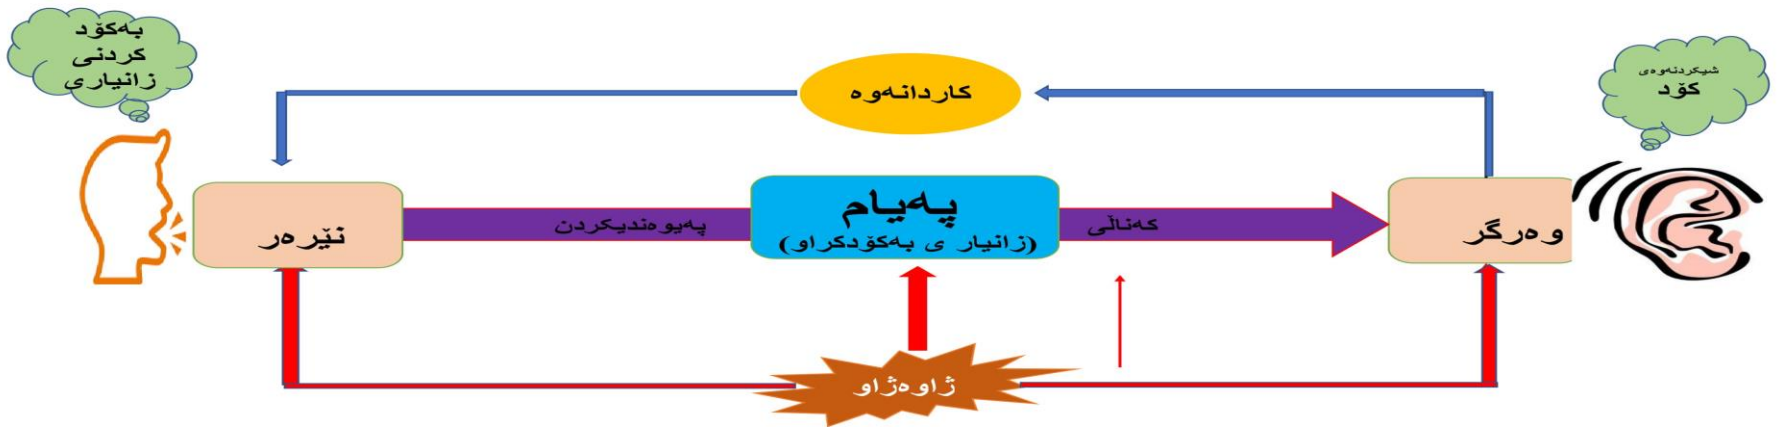 بەکۆد
کردنی
زانیاری
شیکردنەوەی
کۆد
کاردانەوە
نێرەر
پەیوەندیکردن
پەیام
(زانیار ی بەکۆدکراو)
کەناڵی
وەرگر
ژاوەژاو